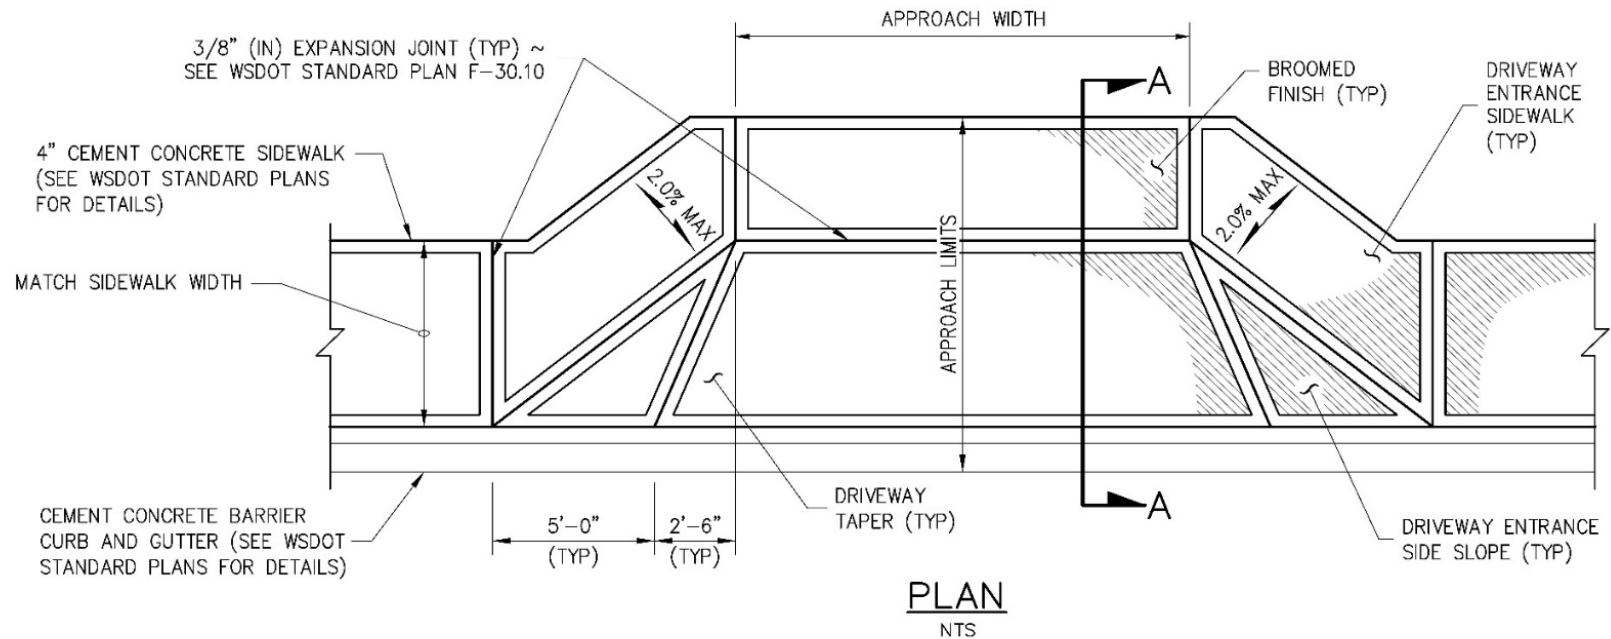 APPROACH WIDTH
3/8" (IN) EXPANSION JOINT (TYP) ~
SEE WSDOT STANDARD PLAN F-30.10
A
BROOMED
FINISH (TYP)
DRIVEWAY
ENTRANCE
SIDEWALK
(TYP)
4" CEMENT CONCRETE SIDEWALK
(SEE WSDOT STANDARD PLANS
FOR DETAILS)
2.0% MAX
2.0% MAX
APPROACH LIMITS
MATCH SIDEWALK WIDTH
CEMENT CONCRETE BARRIER
CURB AND GUTTER (SEE WSDOT
STANDARD PLANS FOR DETAILS)
5'-0"
(TYP)
2'-6"
(TYP)
DRIVEWAY
TAPER (TYP)
A
DRIVEWAY ENTRANCE
SIDE SLOPE (TYP)
PLAN
NTS